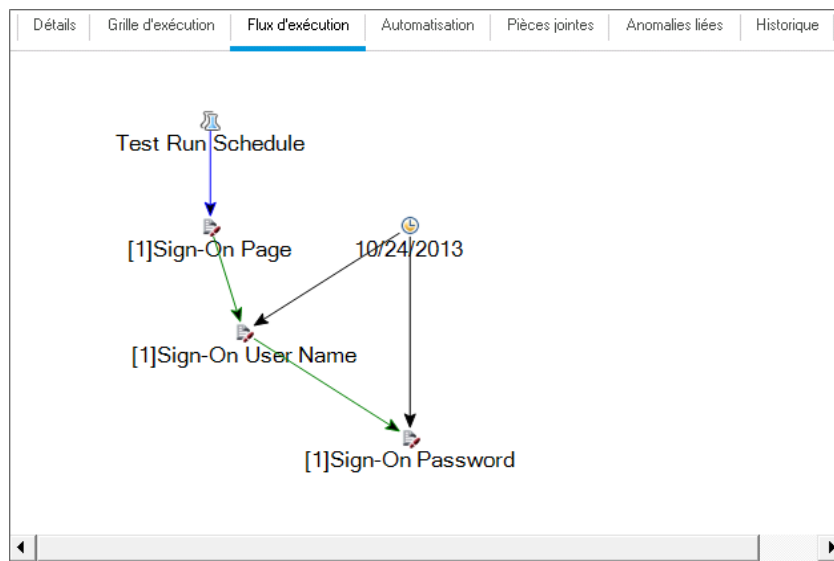 Détails Grille d'exécution Flux d'exécution Automatisation Pièces jointes Anomalies liées Historique
Test Run Schedule
[1]Sign-On Page 10/24/2013
[1]Sign-On User Name
[1]Sign-On Password